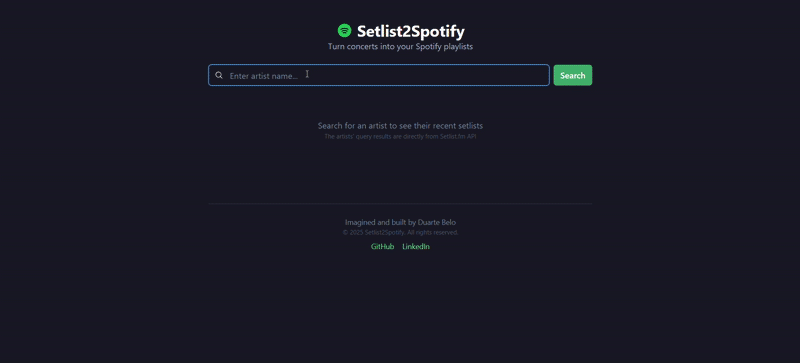 Setlist2Spotify
Turn concerts into your Spotify playlists
Enter artist name...
Search
Search for an artist to see their recent setlists
The artists' query results are directly from Setlist.fm API
Imagined and built by Duarte Belo
© 2025 Setlist2Spotify. All rights reserved.
GitHub LinkedIn